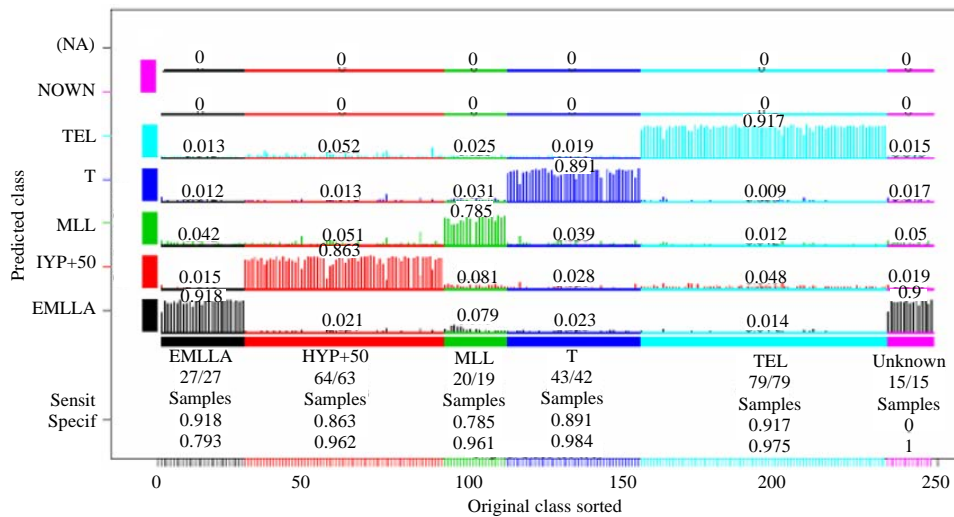 (NA) 0 0 0 0 0 0
NOWN 0 0 0 0 0 0
0.917
TEL 0.013 0.052 0.025 0.019 0.015
0.891
T 0.012 0.013 0.031 0.009 0.017
0.785
MLL 0.042 0.051 0.039 0.012 0.05
0.863
IYP+50 0.015 0.081 0.028 0.048 0.019
0.918 0.9
EMLLA 0.021 0.079 0.023 0.014
Predicted class
EMLLA HYP+50 MLL T TEL Unknown
27/27 64/63 20/19 43/42 79/79 15/15
Samples Samples Samples Samples Samples Samples
Sensit 0.918 0.863 0.785 0.891 0.917 0
Specif 0.793 0.962 0.961 0.984 0.975 1
0 50 100 150 200 250
Original class sorted